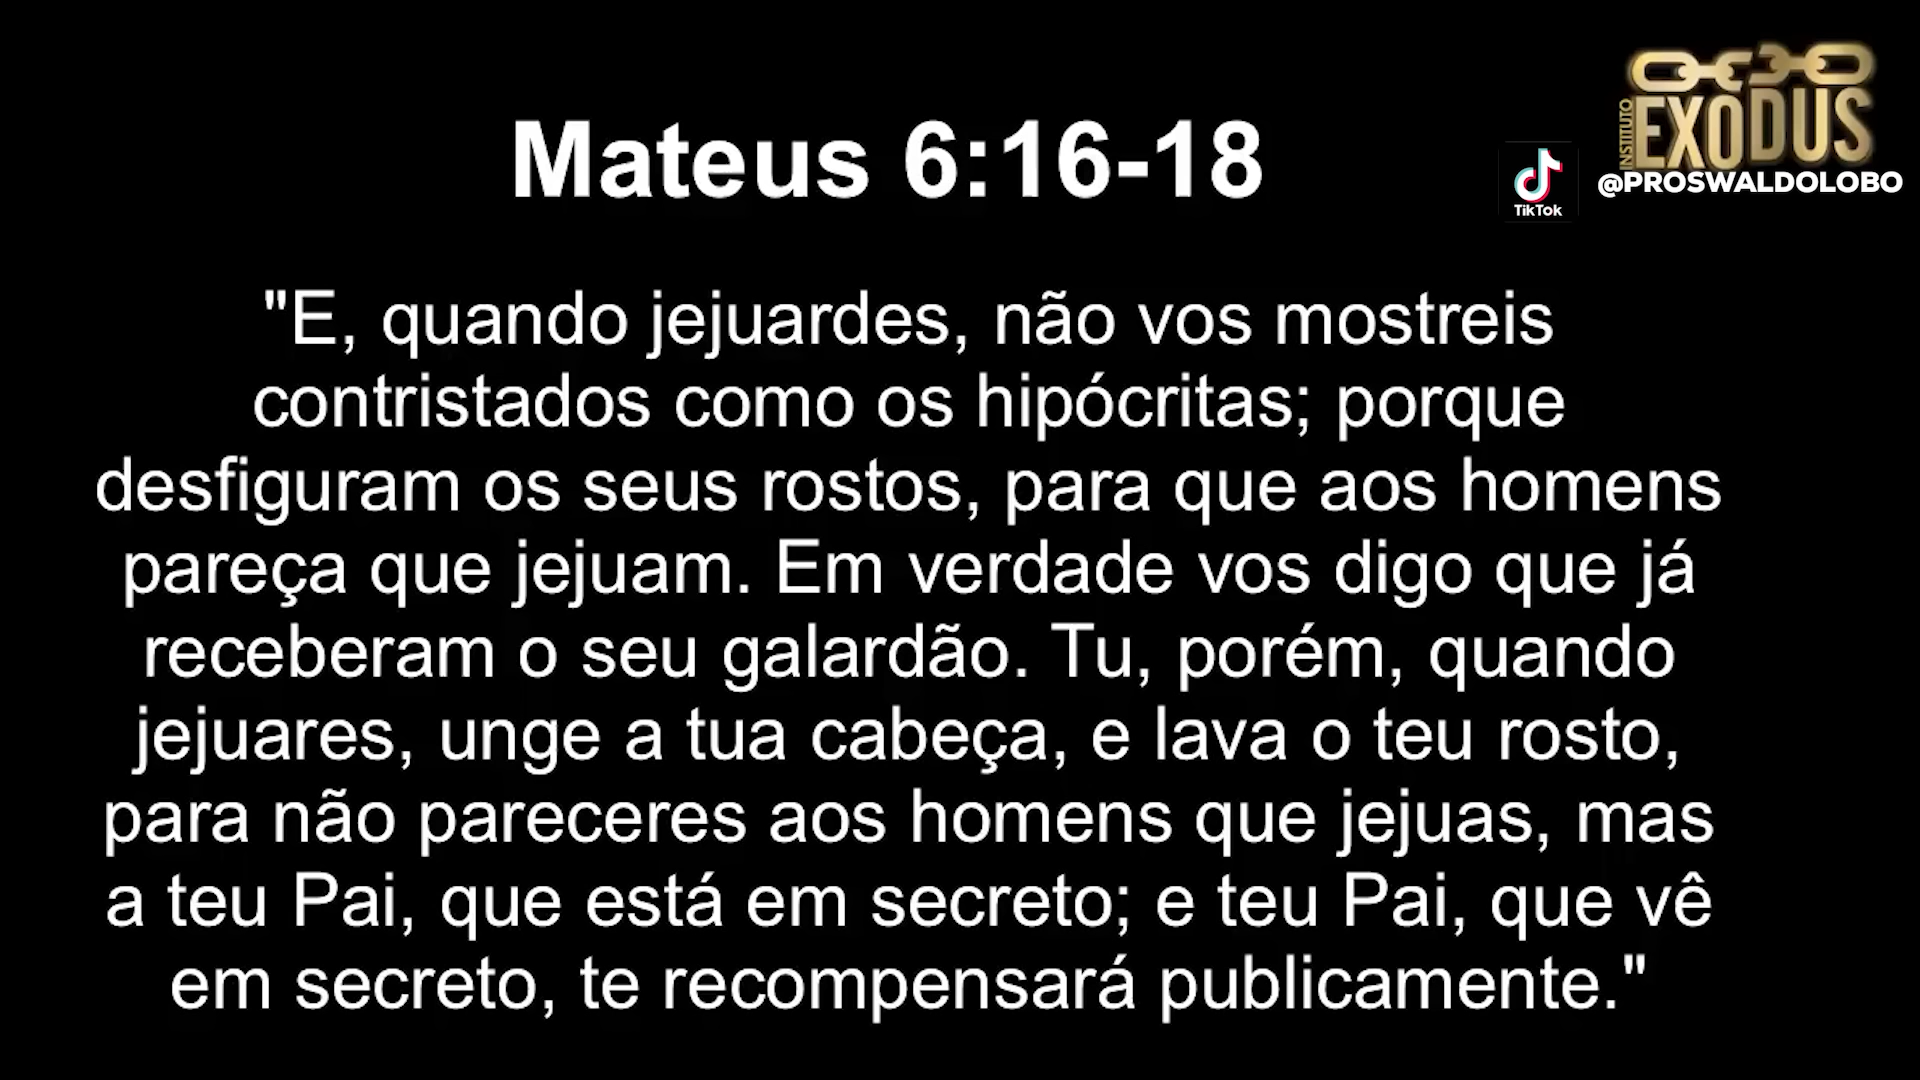 Mateus 6:16-18
INSTITUTO
EXODUS
TikTok
@PROSWALDOLOBO
"E, quando jejuardes, não vos mostreis
contristados como os hipócritas; porque
desfiguram os seus rostos, para que aos homens
pareça que jejuam. Em verdade vos digo que já
receberam o seu galardão. Tu, porém, quando
jejuares, unge a tua cabeça, e lava o teu rosto,
para não pareceres aos homens que jejuas, mas
a teu Pai, que está em secreto; e teu Pai, que vê
em secreto, te recompensará publicamente."